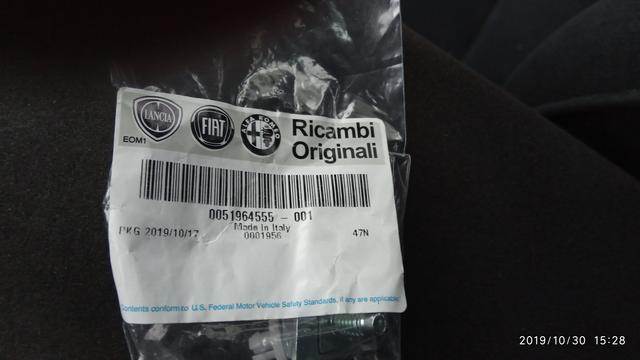 LANCIA
FIAT
ALFA ROMEO
Ricambi
Originali
EOM1
0051964555 - 001
Made in Italy
PKG 2019/10/17
0001956
47N
Contents conform to U.S. Federal Motor Vehicle Safety Standards, if any are applicable
2019/10/30 15:28